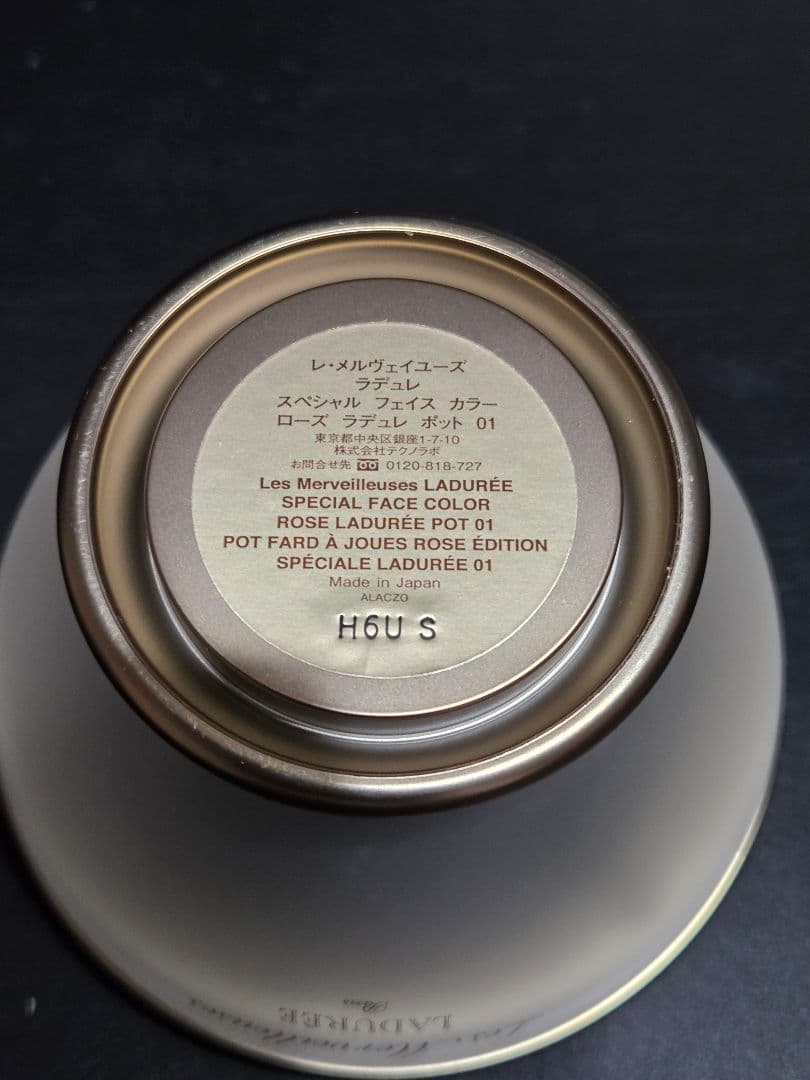 レ・メルヴェイユーズ
ラデュレ
スペシャル フェイス カラー
ローズ ラデュレ ポット 01
東京都中央区銀座1-7-10
株式会社テクノラボ
お問合せ先 0120-818-727
Les Merveilleuses LADURÉE
SPECIAL FACE COLOR
ROSE LADURÉE POT 01
POT FARD À JOUES ROSE ÉDITION
SPÉCIALE LADURÉE 01
Made in Japan
ALACZO
H6U S
Les Merveilleuses
LADURÉE
Paris